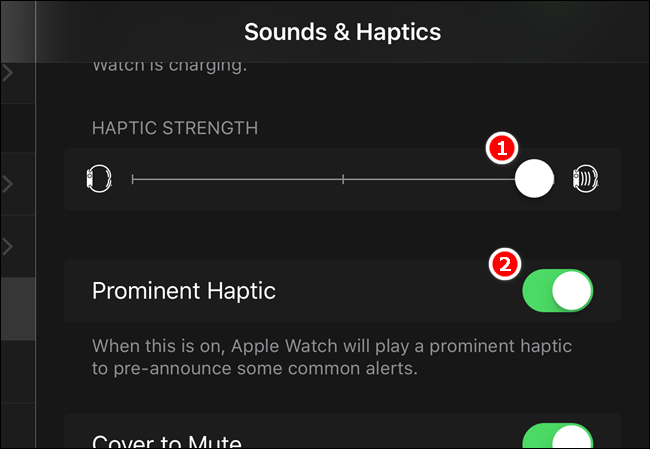 Sounds & Haptics
Watch is charging.
HAPTIC STRENGTH
1
2
Prominent Haptic
When this is on, Apple Watch will play a prominent haptic
to pre-announce some common alerts.
Cover to Mute